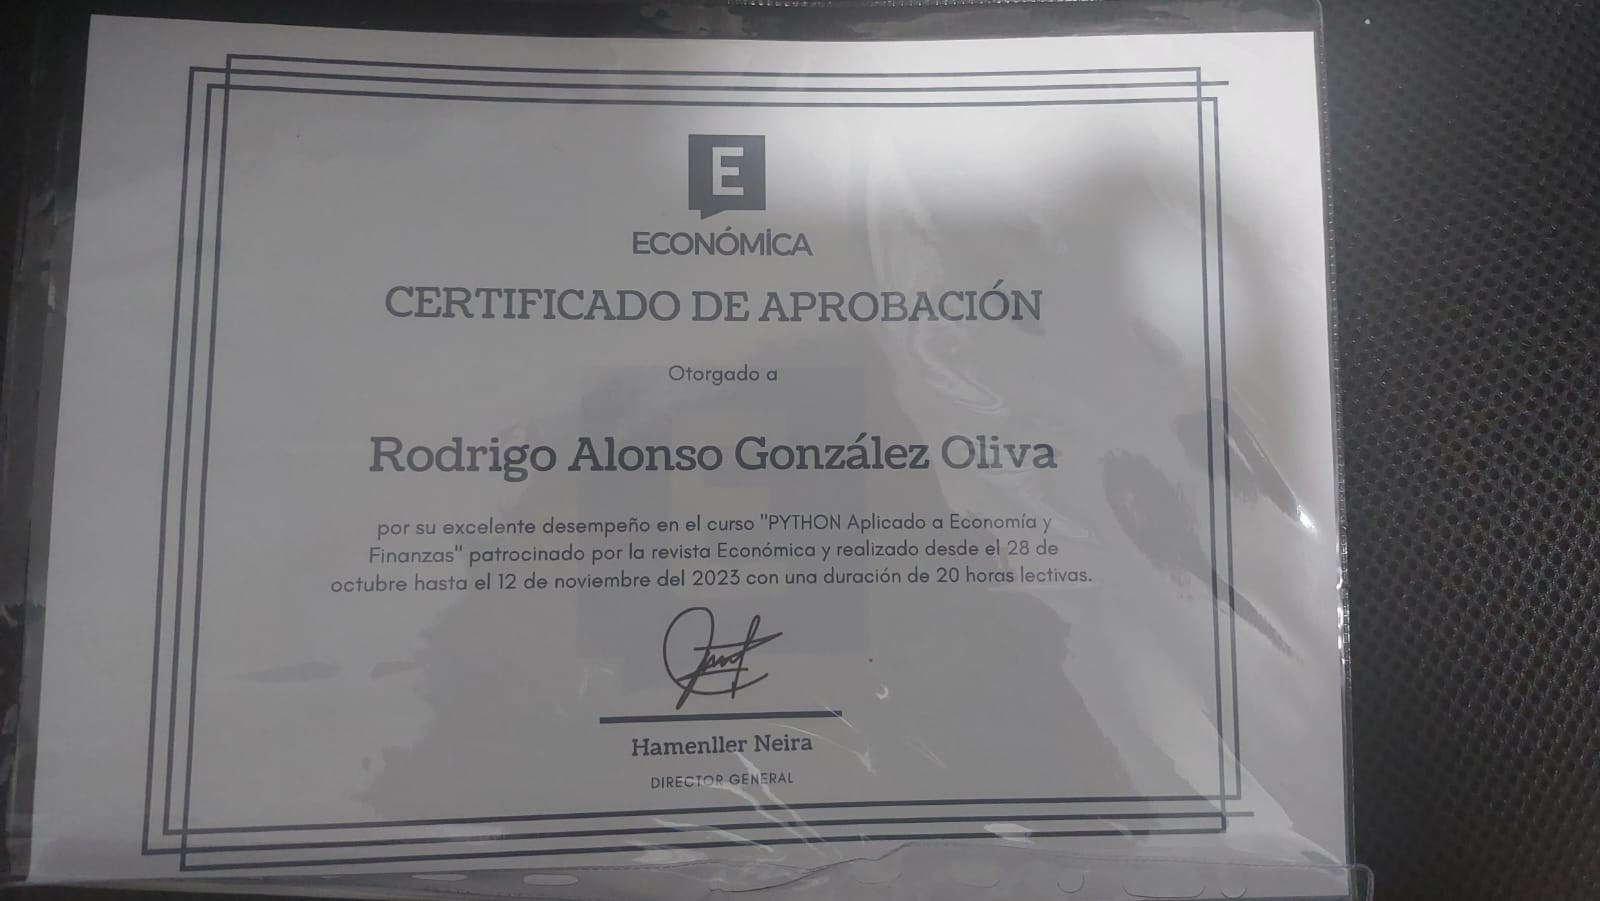 E
ECONÓMICA
CERTIFICADO DE APROBACIÓN
Otorgado a
Rodrigo Alonso González Oliva
por su excelente desempeño en el curso "PYTHON Aplicado a Economía y
Finanzas" patrocinado por la revista Económica y realizado desde el 28 de
octubre hasta el 12 de noviembre del 2023 con una duración de 20 horas lectivas.
Hamenller Neira
DIRECTOR GENERAL